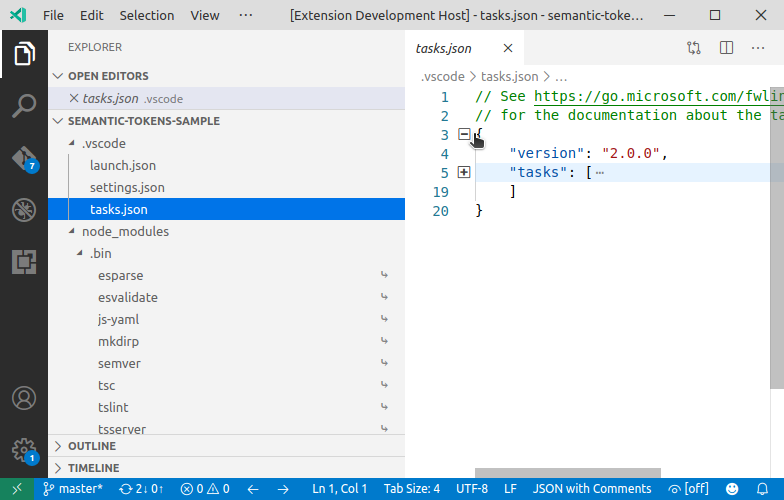 File Edit Selection View ··· [Extension Development Host] - tasks.json - semantic-toke...
EXPLORER
OPEN EDITORS
tasks.json .vscode
SEMANTIC-TOKENS-SAMPLE
.vscode
launch.json
settings.json
tasks.json
node_modules
.bin
esparse
esvalidate
js-yaml
mkdirp
semver
tsc
tslint
tsserver
OUTLINE
TIMELINE
7
1
tasks.json
.vscode > tasks.json > ...
1 // See https://go.microsoft.com/fwlin
2 // for the documentation about the ta
3 {
4 "version": "2.0.0",
5 "tasks": [ ···
19 ]
20 }
master* 2↓ 0↑ 0 0 Ln 1, Col 1 Tab Size: 4 UTF-8 LF JSON with Comments [off]